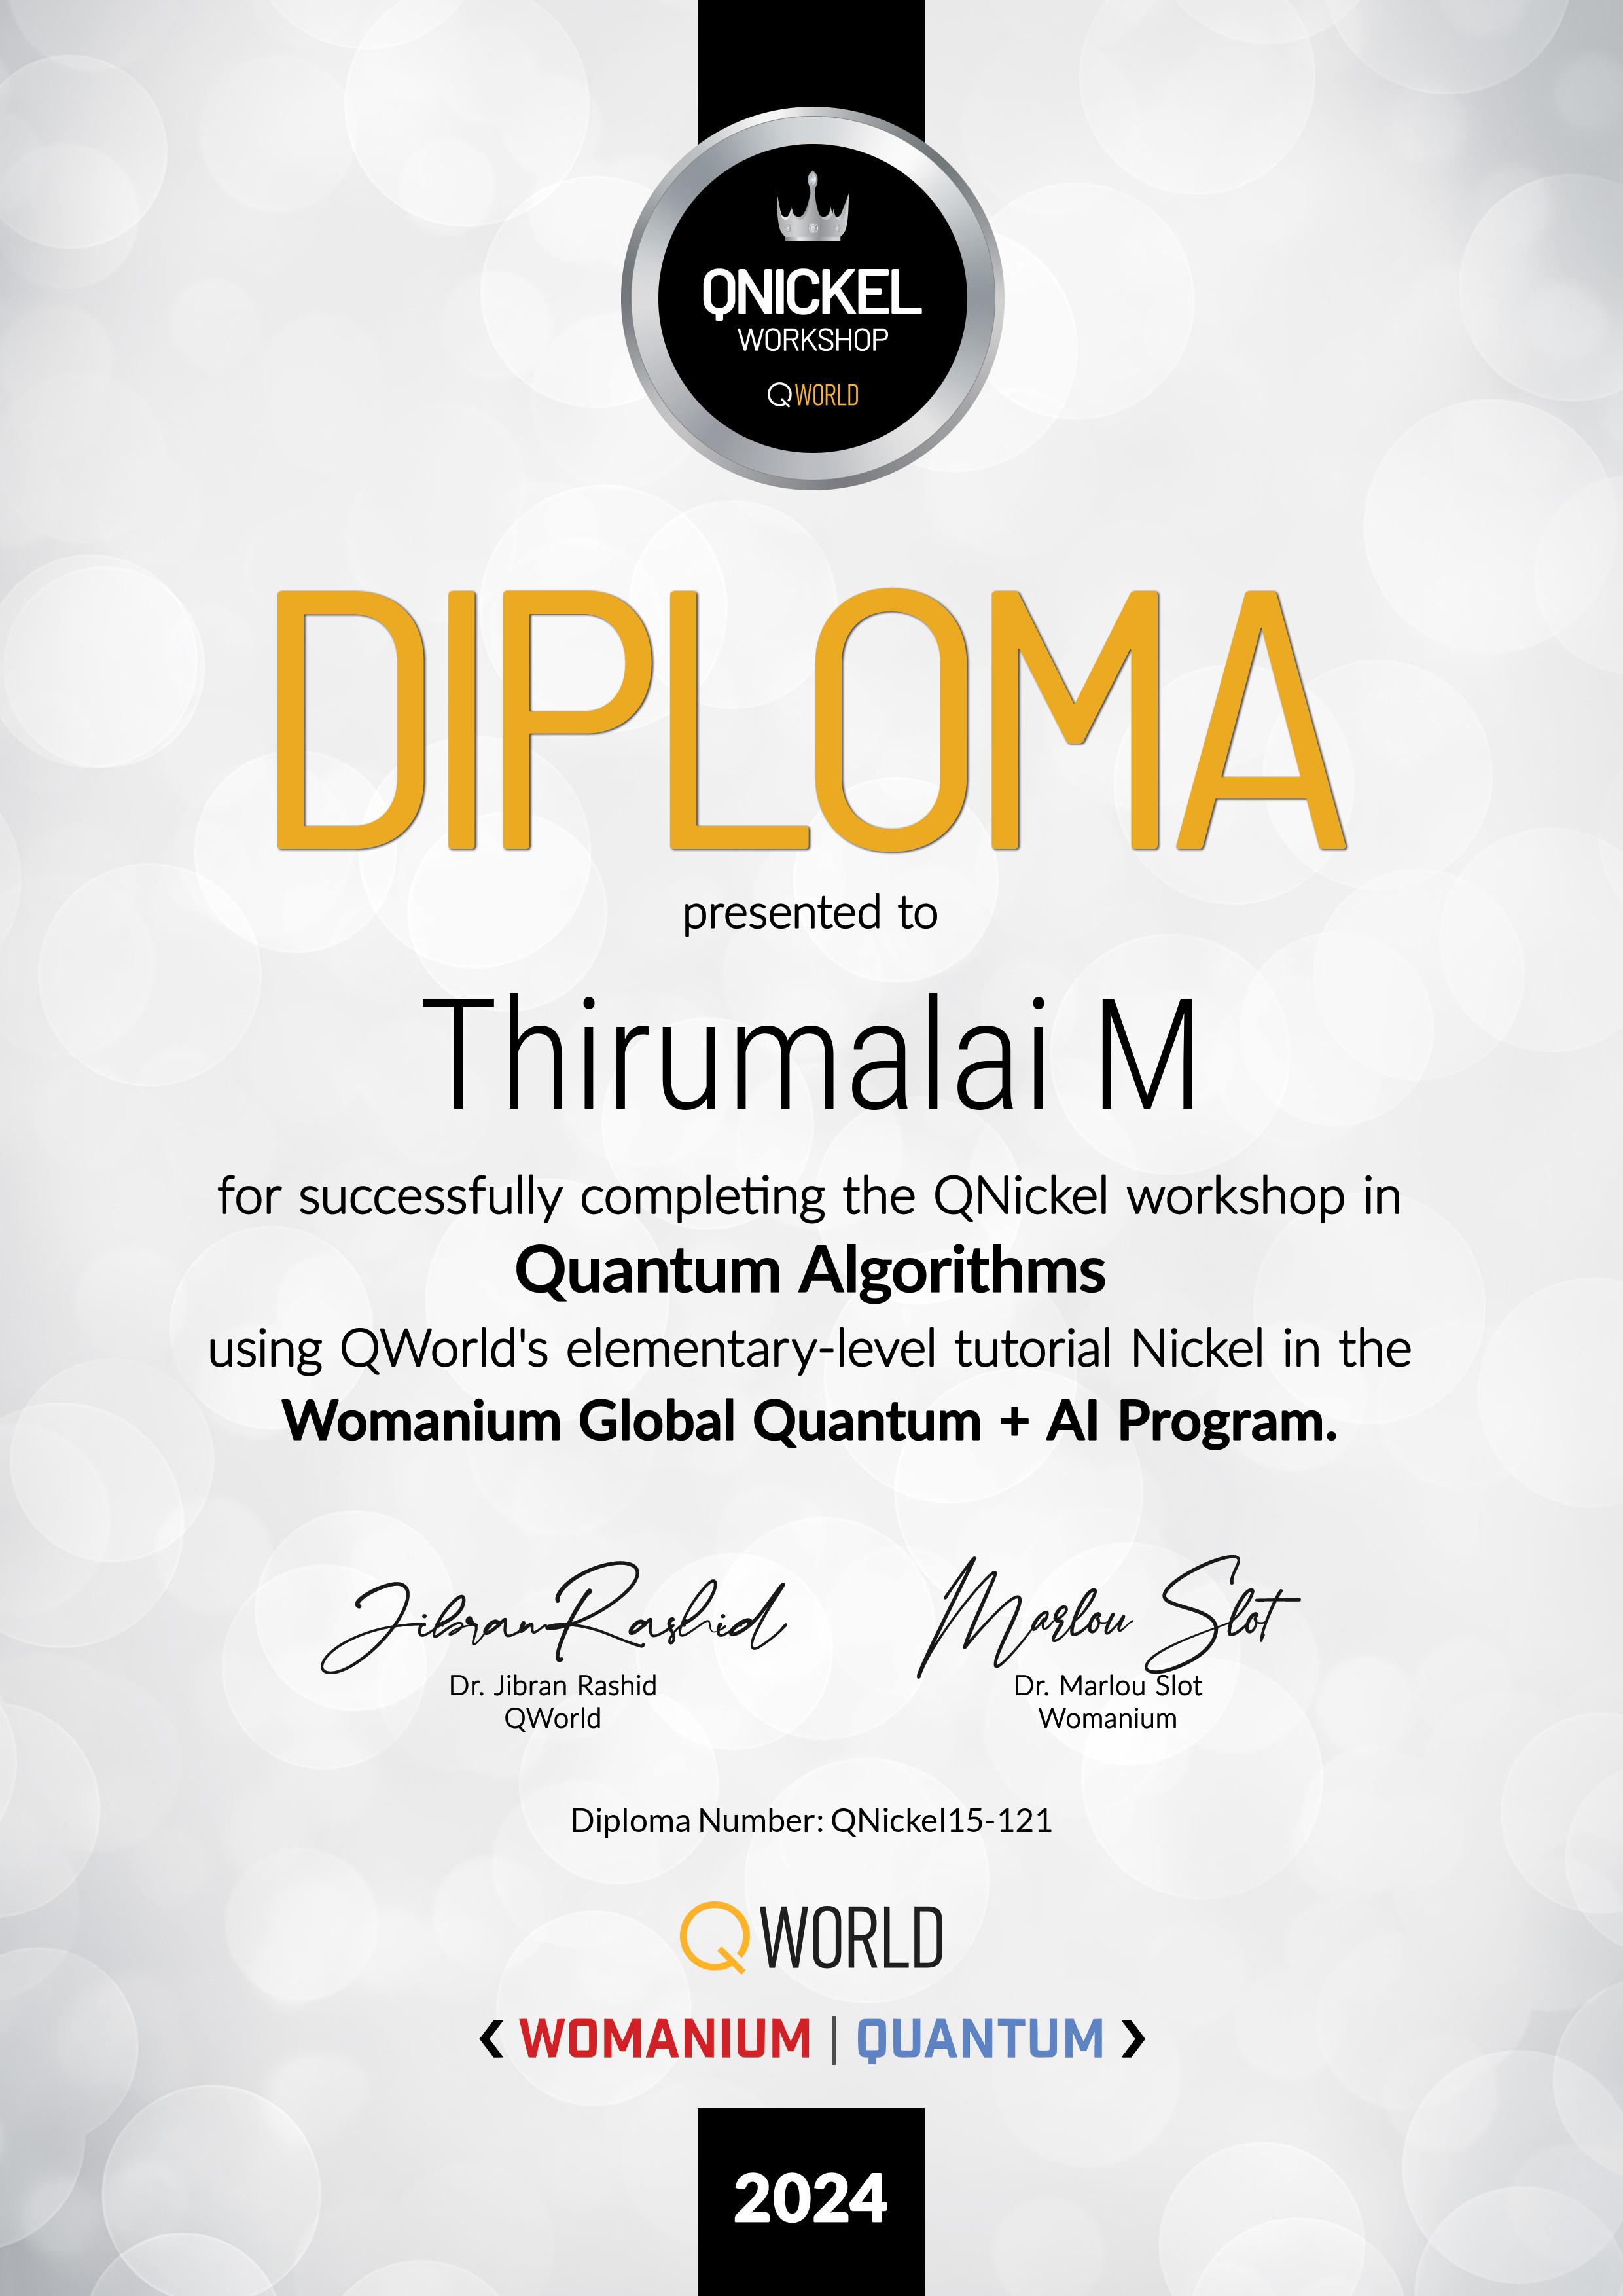 QNICKEL
WORKSHOP
QWORLD
DIPLOMA
presented to
Thirumalai M
for successfully completing the QNickel workshop in
Quantum Algorithms
using QWorld's elementary-level tutorial Nickel in the
Womanium Global Quantum + AI Program.
Jibran Rashid Marlou Slot
Dr. Jibran Rashid Dr. Marlou Slot
QWorld Womanium
Diploma Number: QNickel15-121
QWORLD
WOMANIUM | QUANTUM
2024